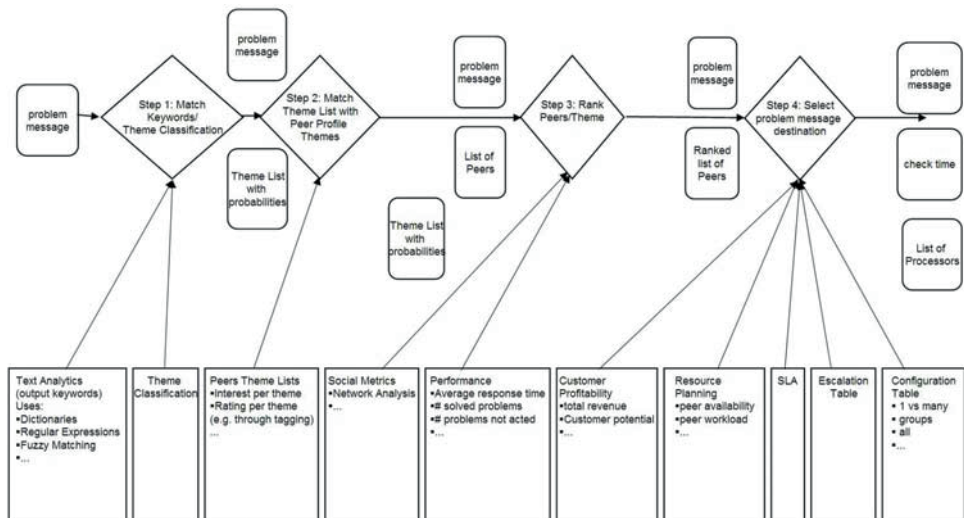 problem
message
Step 1: Match
Keywords/
Theme Classification
problem
message
Theme List
with
probabilities
Step 2: Match
Theme List with
Peer Profile
Themes
problem
message
List of
Peers
Theme List
with
probabilities
Step 3: Rank
Peers/Theme
problem
message
Ranked
list of
Peers
Step 4: Select
problem message
destination
problem
message
check time
List of
Processors
Text Analytics
(output keywords)
Uses:
▪Dictionaries
▪Regular Expressions
▪Fuzzy Matching
▪...
Theme
Classification
Peers Theme Lists
▪Interest per theme
▪Rating per theme
(e.g. through tagging)
...
Social Metrics
▪Network Analysis
▪...
Performance
▪Average response time
▪# solved problems
▪# problems not acted
▪...
Customer
Profitability
▪total revenue
▪Customer potential
▪...
Resource
Planning
▪peer availability
▪peer workload
▪...
SLA
Escalation
Table
Configuration
Table
▪ 1 vs many
▪ groups
▪ all
▪...